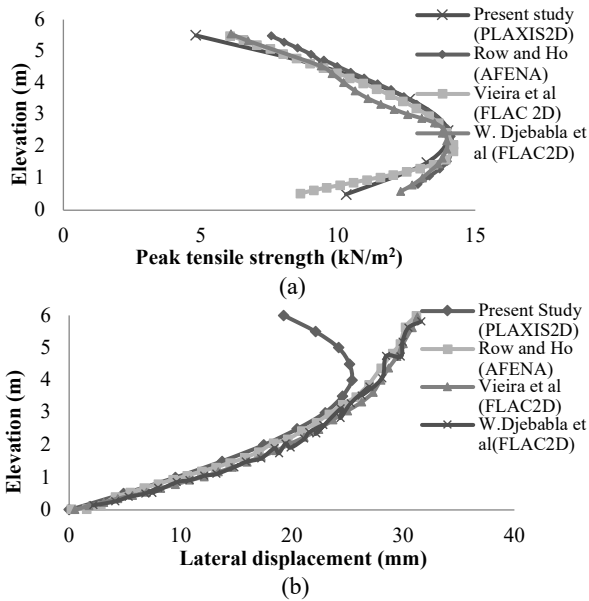 Elevation (m)
6
5
4
3
2
1
0
0
5
10
15
Peak tensile strength (kN/m²)
Present study
(PLAXIS2D)
Row and Ho
(AFENA)
Vieira et al
(FLAC 2D)
W. Djebabla
et al (FLAC2D)
(a)
Elevation (m)
6
5
4
3
2
1
0
0
10
20
30
40
Lateral displacement (mm)
Present Study
(PLAXIS2D)
Row and Ho
(AFENA)
Vieira et al
(FLAC2D)
W.Djebabla et
al(FLAC2D)
(b)